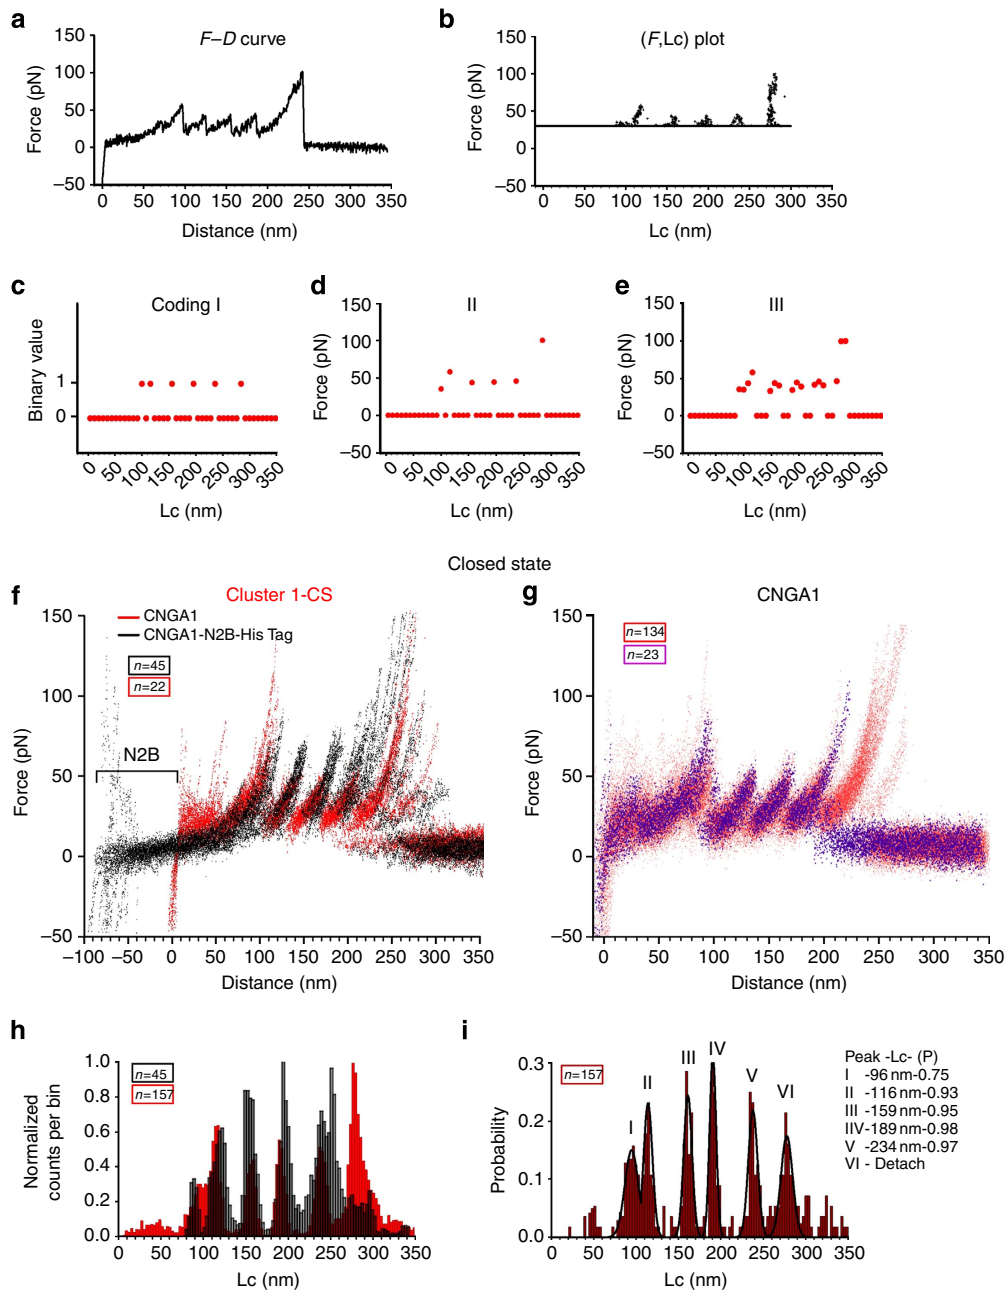 a
F–D curve
Force (pN)
150
100
50
0
−50
0 50 100 150 200 250 300 350
Distance (nm)
b
(F,Lc) plot
Force (pN)
150
100
50
0
−50
0 50 100 150 200 250 300 350
Lc (nm)
c
Coding I
Binary value
1
0
0 50 100 150 200 250 300 350
Lc (nm)
d
II
Force (pN)
150
100
50
0
−50
0 50 100 150 200 250 300 350
Lc (nm)
e
III
Force (pN)
150
100
50
0
−50
0 50 100 150 200 250 300 350
Lc (nm)
Closed state
f
Cluster 1-CS
CNGA1
CNGA1-N2B-His Tag
n=45
n=22
N2B
Force (pN)
150
100
50
0
−50
−100 −50 0 50 100 150 200 250 300 350
Distance (nm)
g
CNGA1
n=134
n=23
Force (pN)
150
100
50
0
−50
0 50 100 150 200 250 300 350
Distance (nm)
h
n=45
n=157
Normalized
counts per bin
1.0
0.8
0.6
0.4
0.2
0.0
0 50 100 150 200 250 300 350
Lc (nm)
i
n=157
Probability
0.3
0.2
0.1
0.0
I II III IV V VI
0 50 100 150 200 250 300 350
Lc (nm)
Peak -Lc- (P)
I -96 nm-0.75
II -116 nm-0.93
III -159 nm-0.95
IIV-189 nm-0.98
V -234 nm-0.97
VI - Detach